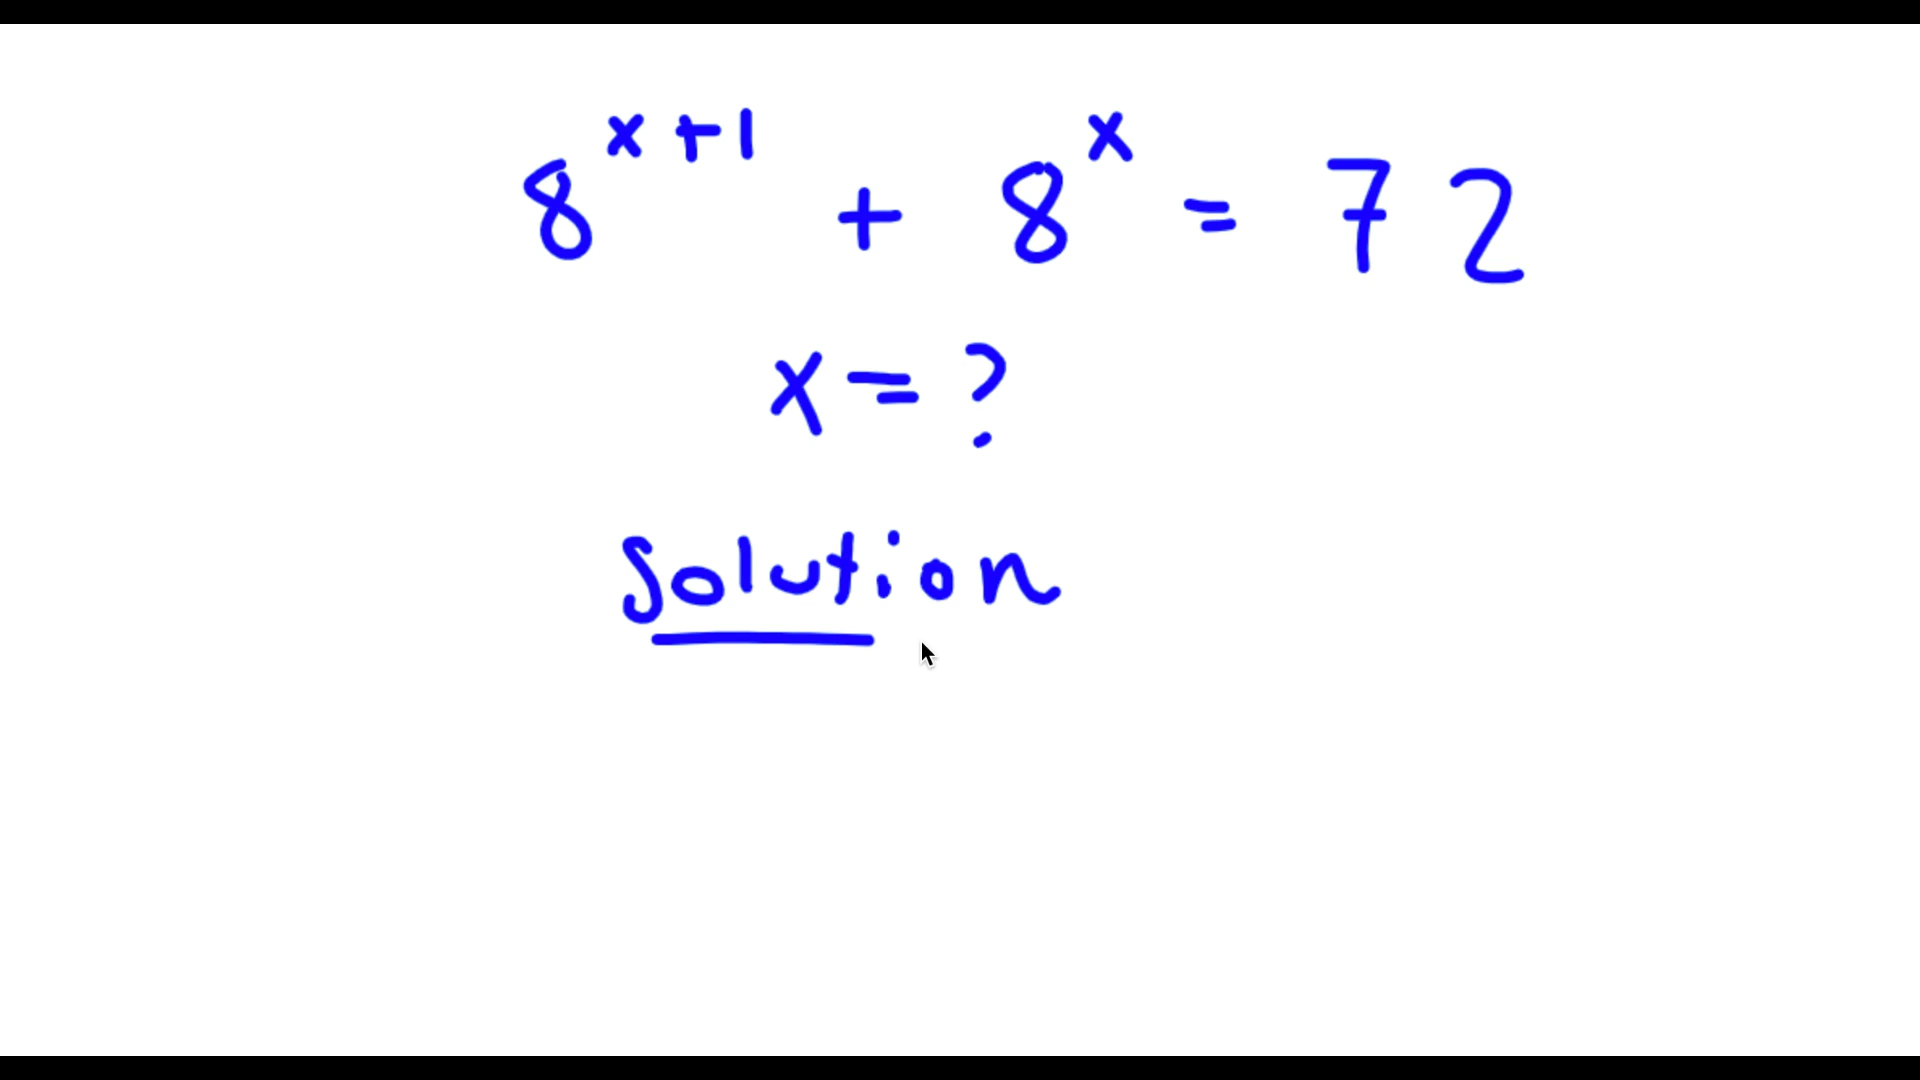 8^{x+1} + 8^x = 72
x = ?
Solution